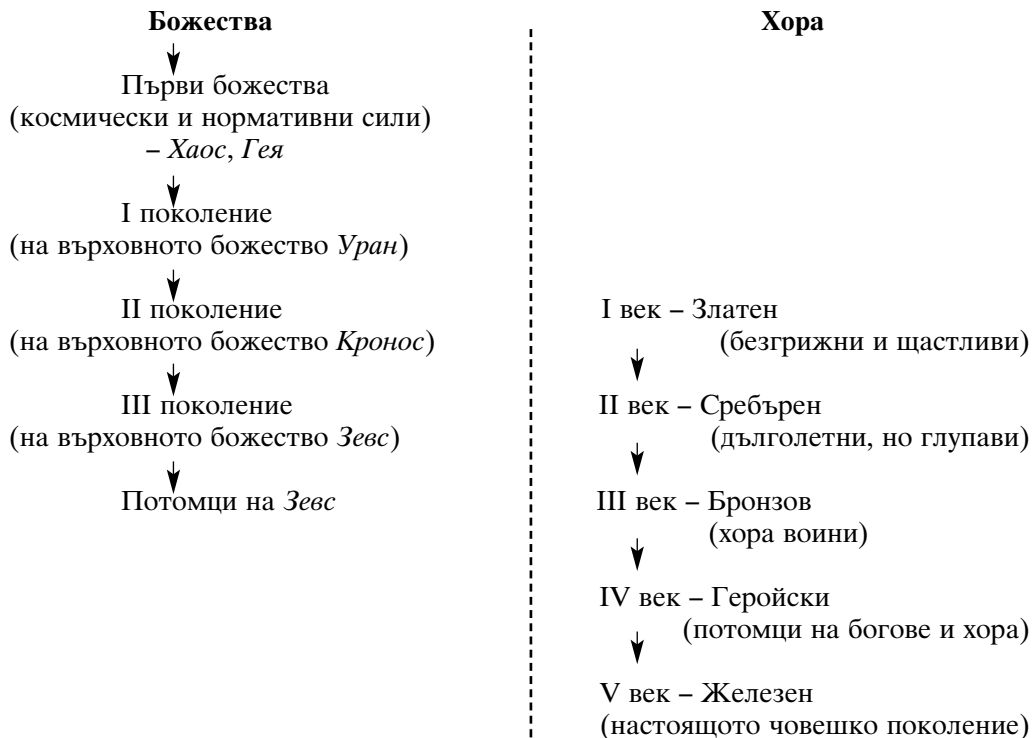 Божества
Първи божества
(космически и нормативни сили)
– Хаос, Гея
I поколение
(на върховното божество Уран)
II поколение
(на върховното божество Кронос)
III поколение
(на върховното божество Зевс)
Потомци на Зевс
Хора
I век – Златен
(безгрижни и щастливи)
II век – Сребърен
(дълголетни, но глупави)
III век – Бронзов
(хора воини)
IV век – Геройски
(потомци на богове и хора)
V век – Железен
(настоящото човешко поколение)